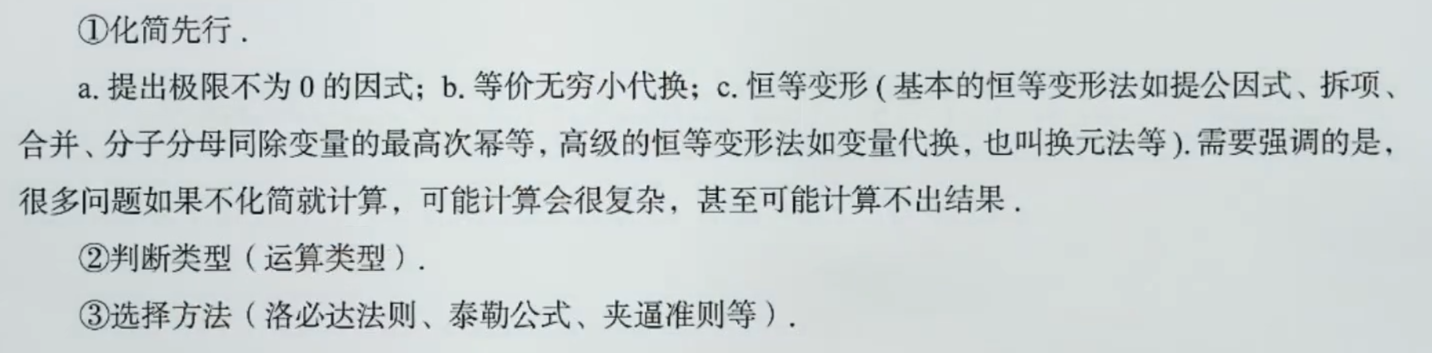 ①化简先行.
a. 提出极限不为 0 的因式；b. 等价无穷小代换；c. 恒等变形 ( 基本的恒等变形法如提公因式、拆项、
合并、分子分母同除变量的最高次幂等，高级的恒等变形法如变量代换，也叫换元法等 ). 需要强调的是，
很多问题如果不化简就计算，可能计算会很复杂，甚至可能计算不出结果.
②判断类型（运算类型）.
③选择方法（洛必达法则、泰勒公式、夹逼准则等）.